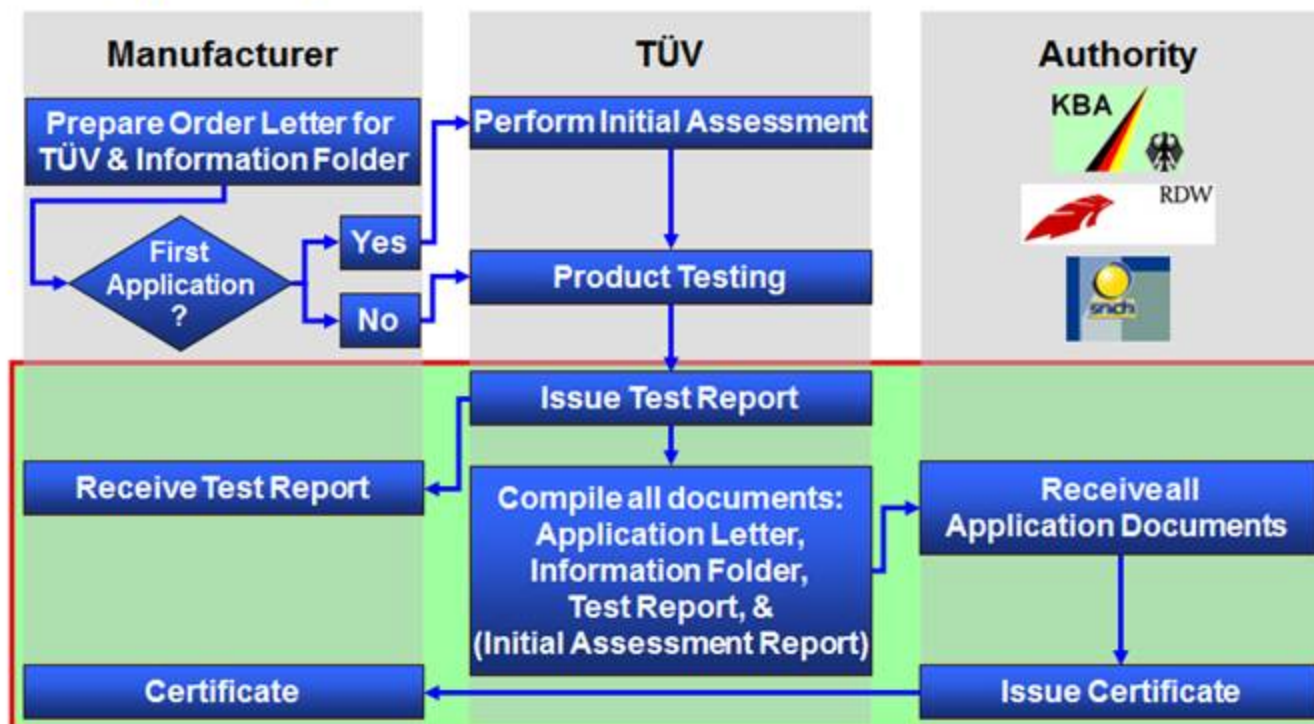 Manufacturer
TÜV
Authority
Prepare Order Letter for
TÜV & Information Folder
Perform Initial Assessment
KBA
RDW
First
Application
?
Yes
No
Product Testing
snch
Issue Test Report
Receive Test Report
Compile all documents:
Application Letter,
Information Folder,
Test Report, &
(Initial Assessment Report)
Receive all
Application Documents
Certificate
Issue Certificate